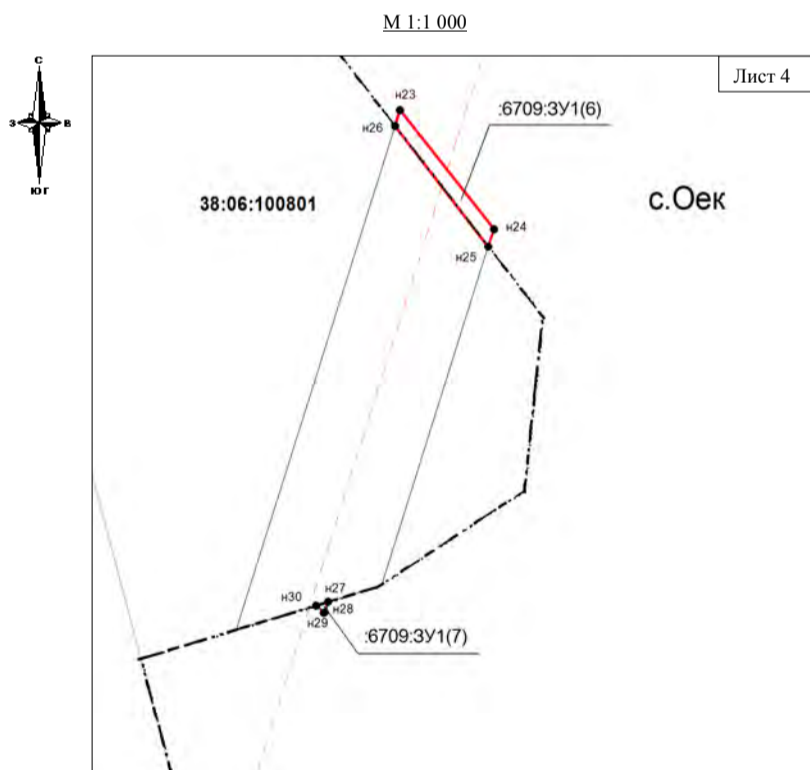 М 1:1 000
Лист 4
С
З
В
ЮГ
н23
:6709:ЗУ1(6)
н26
38:06:100801
с.Оек
н24
н25
н27
н30
н28
н29
:6709:ЗУ1(7)